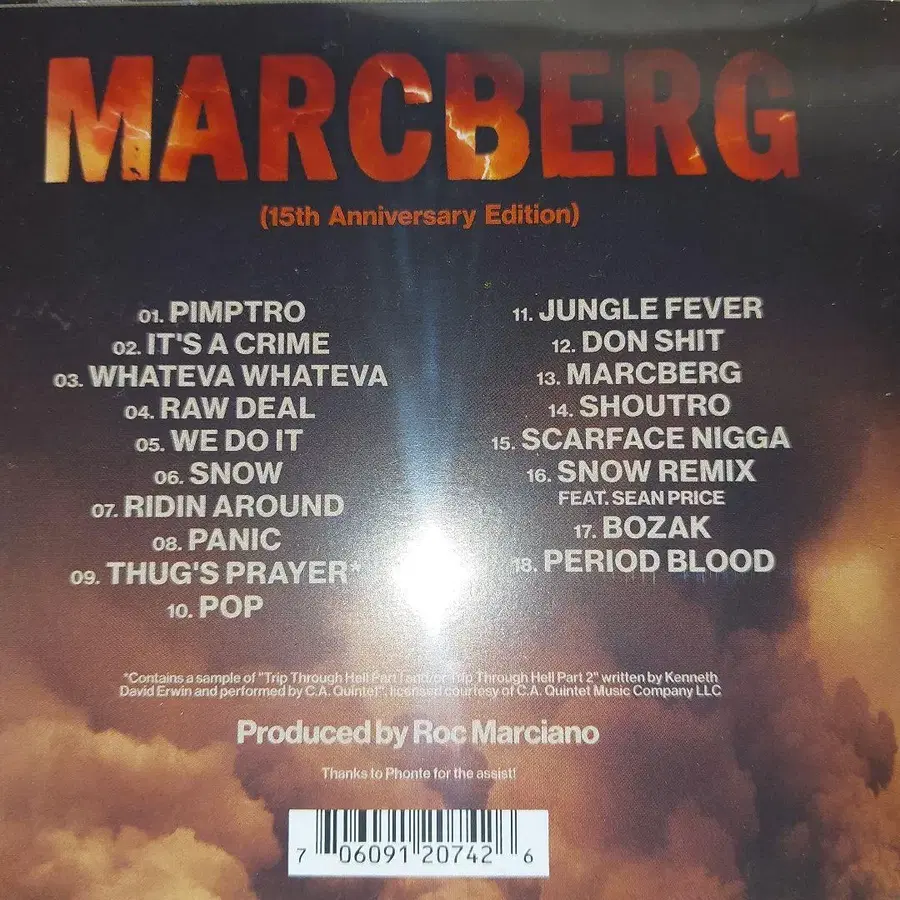 MARCBERG
(15th Anniversary Edition)
01. PIMPTRO
02. IT'S A CRIME
03. WHATEVA WHATEVA
04. RAW DEAL
05. WE DO IT
06. SNOW
07. RIDIN AROUND
08. PANIC
09. THUG'S PRAYER*
10. POP
11. JUNGLE FEVER
12. DON SHIT
13. MARCBERG
14. SHOUTRO
15. SCARFACE NIGGA
16. SNOW REMIX
FEAT. SEAN PRICE
17. BOZAK
18. PERIOD BLOOD
*Contains a sample of "Trip Through Hell Part I and/or Trip Through Hell Part 2" written by Kenneth
David Erwin and performed by C.A. Quintet", licensed courtesy of C.A. Quintet Music Company LLC
Produced by Roc Marciano
Thanks to Phonte for the assist!
7 06091 20742 6